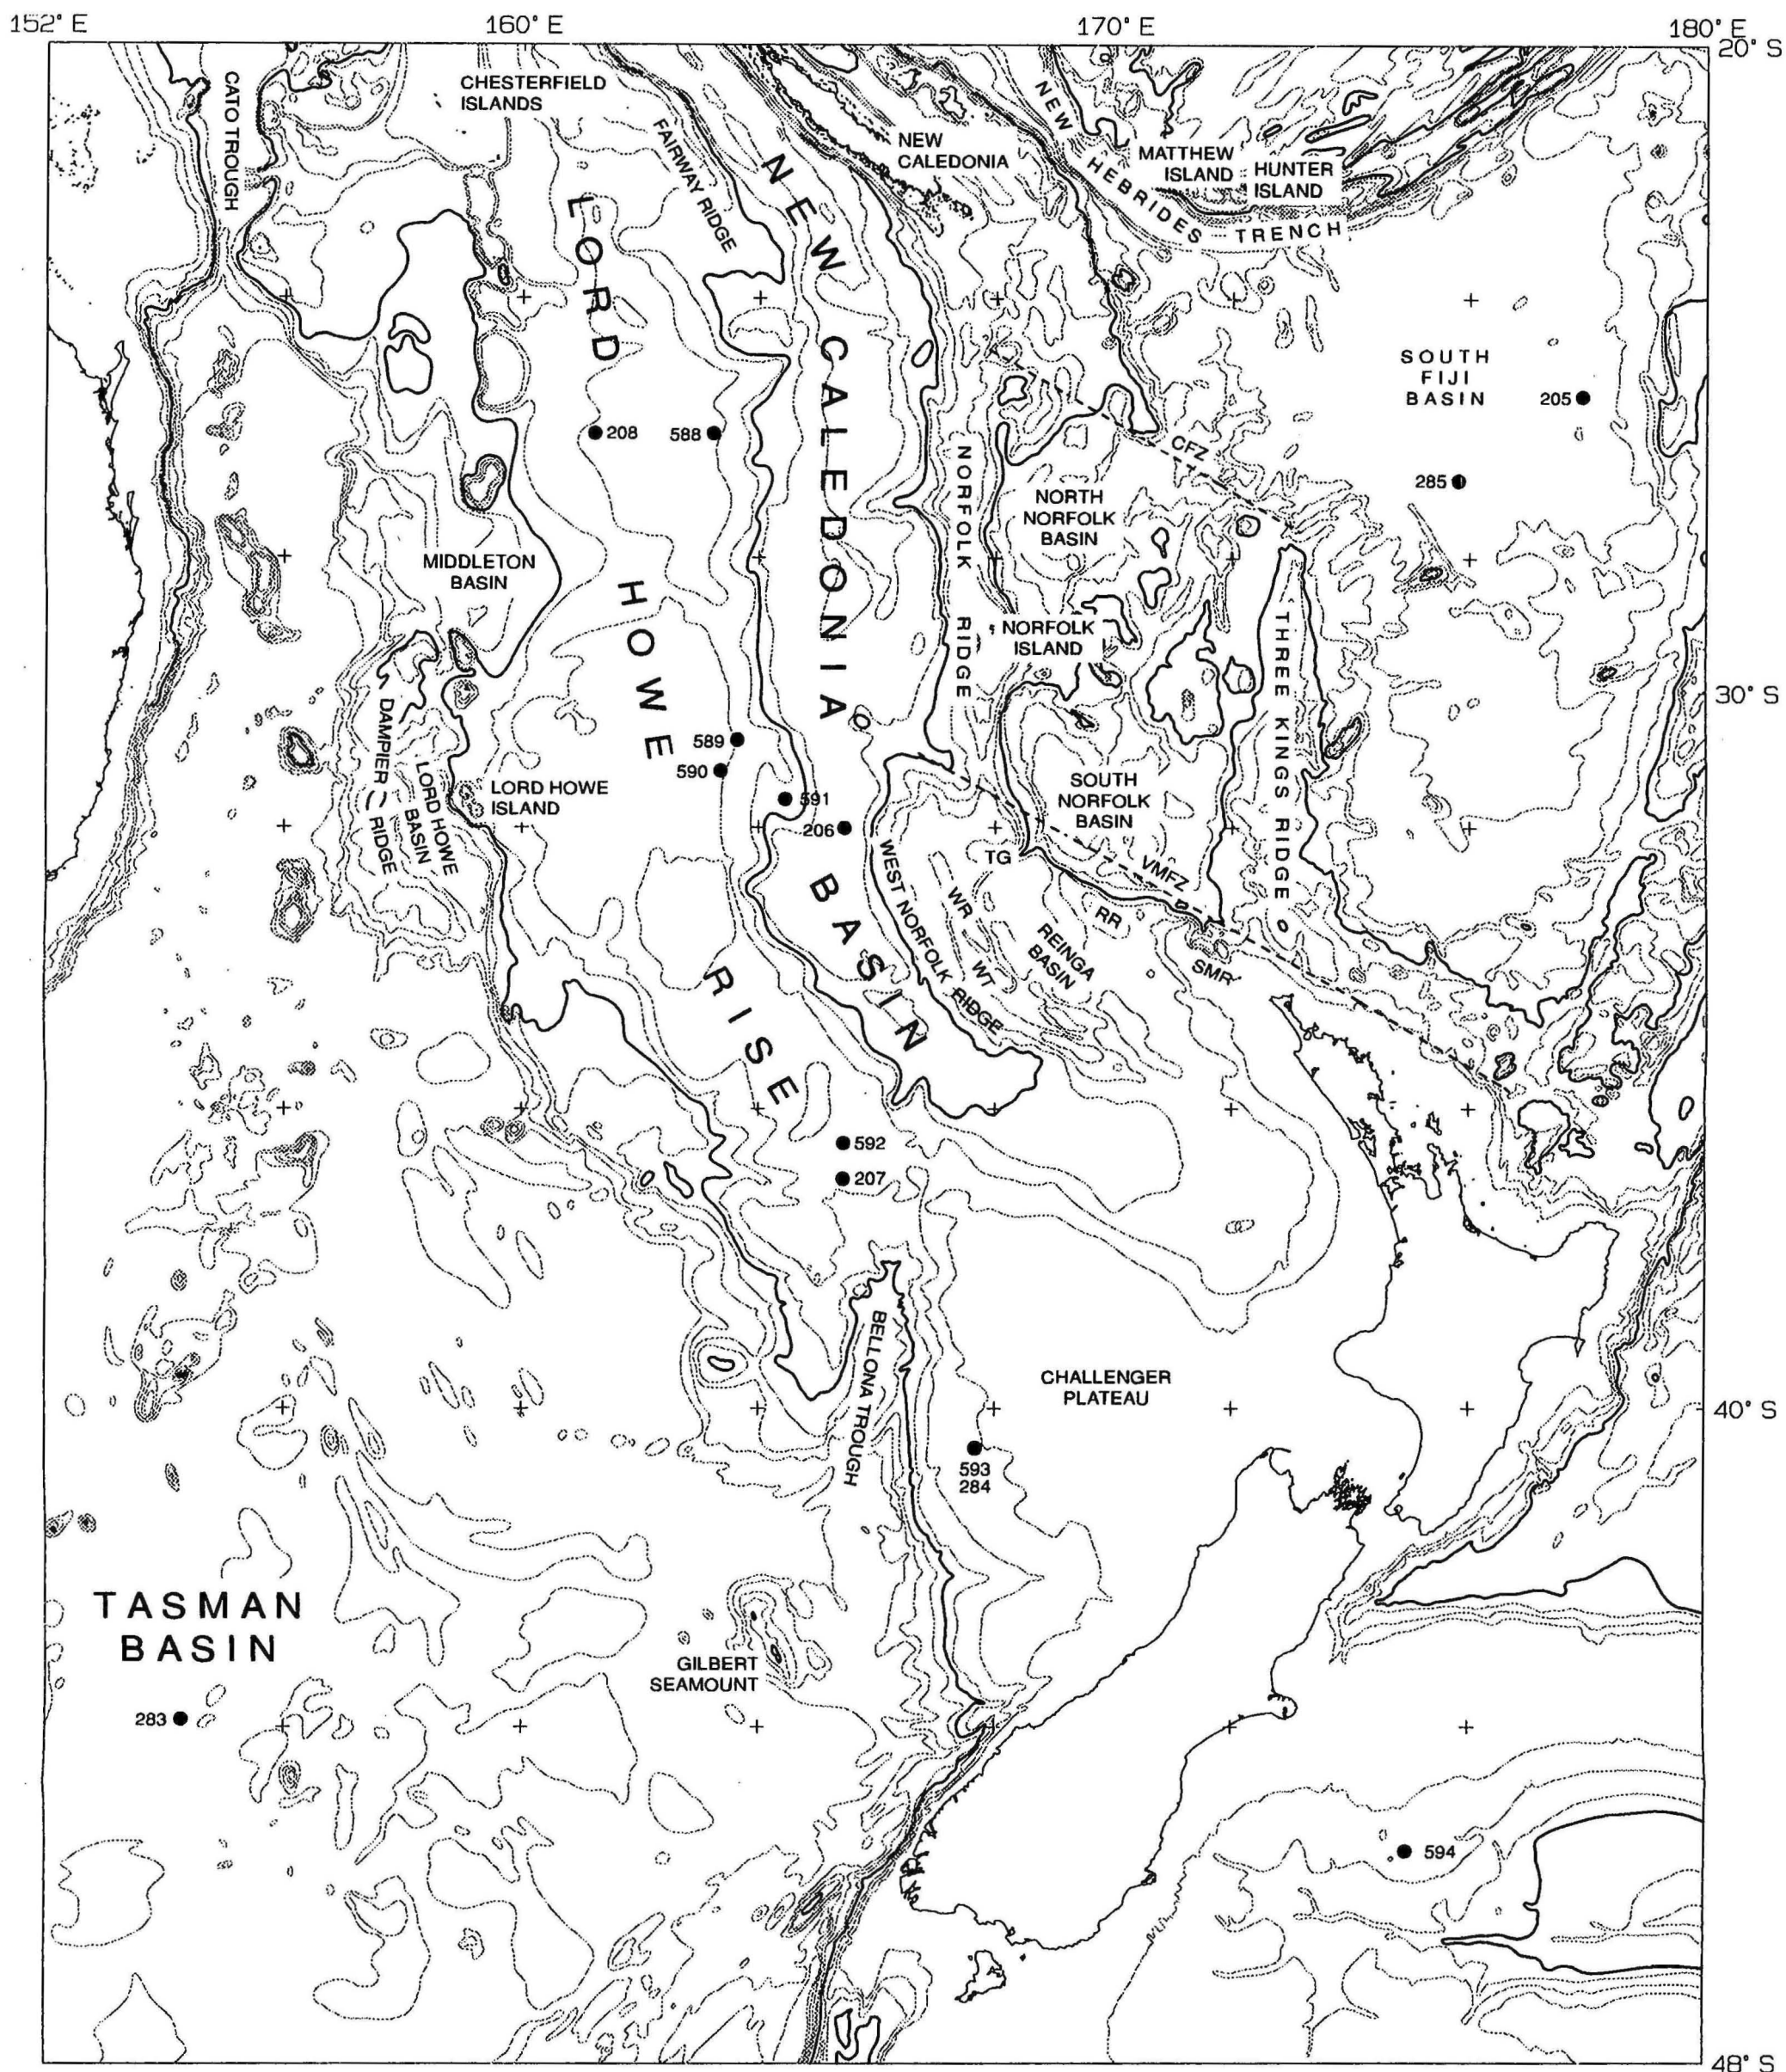 152° E
160° E
170° E
180° E
20° S
CATO TROUGH
CHESTERFIELD
ISLANDS
FAIRWAY RIDGE
NEW
CALEDONIA
NEW HEBRIDES TRENCH
MATTHEW
ISLAND
HUNTER
ISLAND
LORD HOWE RISE
NEW CALEDONIA BASIN
SOUTH
FIJI
BASIN
205
208
588
CFZ
285
NORFOLK RIDGE
NORTH
NORFOLK
BASIN
MIDDLETON
BASIN
NORFOLK
ISLAND
THREE KINGS RIDGE
30° S
DAMPIER RIDGE
LORD HOWE
BASIN
LORD HOWE
ISLAND
589
590
591
206
SOUTH
NORFOLK
BASIN
TG
VMFZ
WEST NORFOLK RIDGE
WR
WT
RR
REINGA
BASIN
SMR
592
207
BELLONA TROUGH
CHALLENGER
PLATEAU
40° S
593
284
TASMAN
BASIN
GILBERT
SEAMOUNT
283
594
48° S